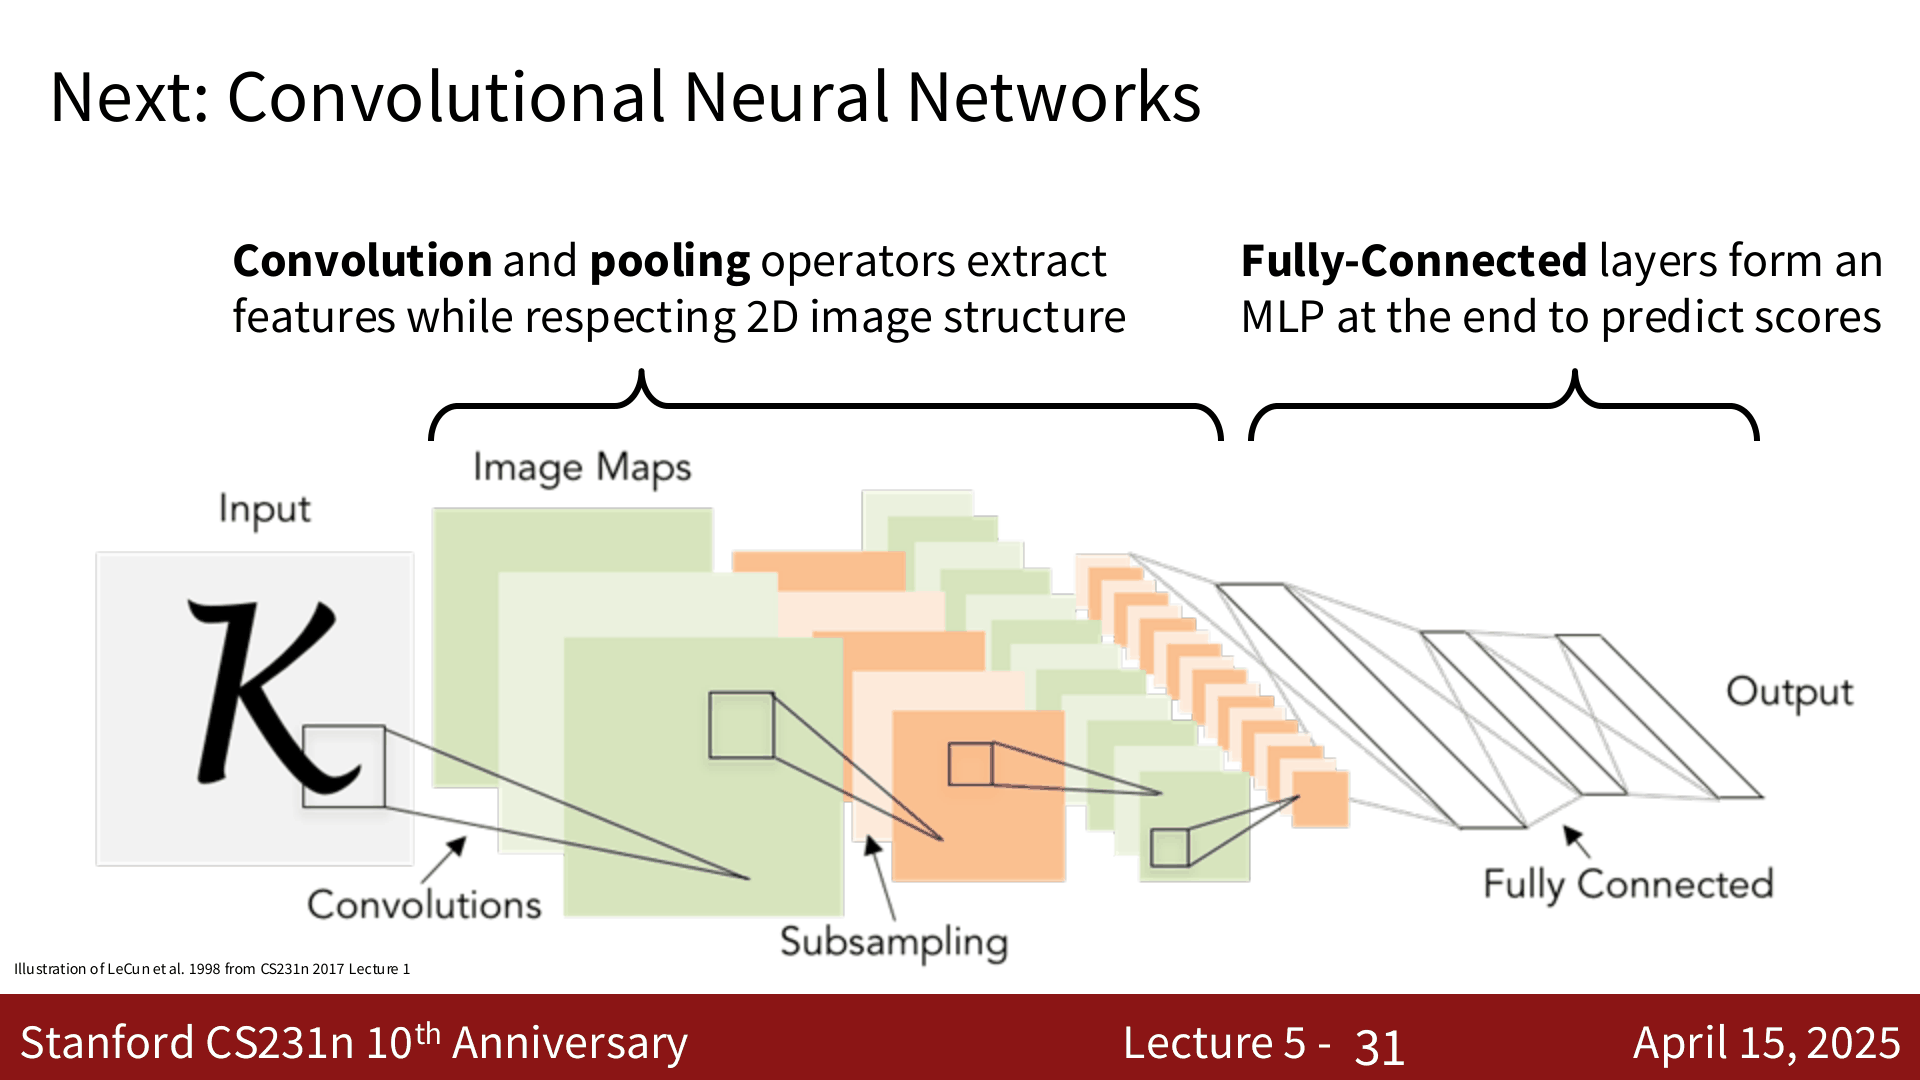 Next: Convolutional Neural Networks
Convolution and pooling operators extract
features while respecting 2D image structure
Fully-Connected layers form an
MLP at the end to predict scores
Image Maps
Input
K
Output
Convolutions
Subsampling
Fully Connected
Illustration of LeCun et al. 1998 from CS231n 2017 Lecture 1
Stanford CS231n 10th Anniversary
Lecture 5 - 31
April 15, 2025